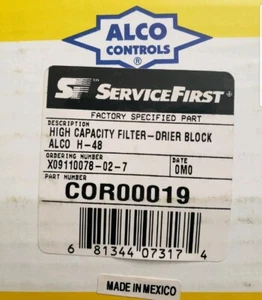 ALCO
CONTROLS
®
SERVICEFIRST
FACTORY SPECIFIED PART
DESCRIPTION
HIGH CAPACITY FILTER-DRIER BLOCK
ALCO H-48
ORDERING NUMBER
X09110078-02-7
DATE
0M0
PART NUMBER
COR00019
6 81344 07317 4
MADE IN MEXICO